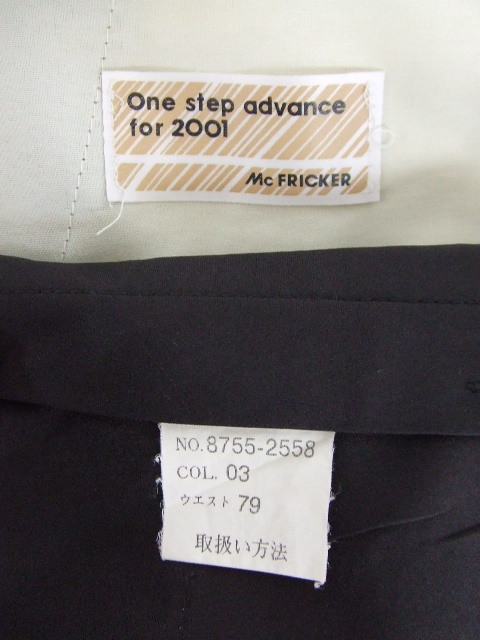 One step advance
for 2001
Mc FRICKER
NO. 8755-2558
COL. 03
ウエスト 79
取扱い方法